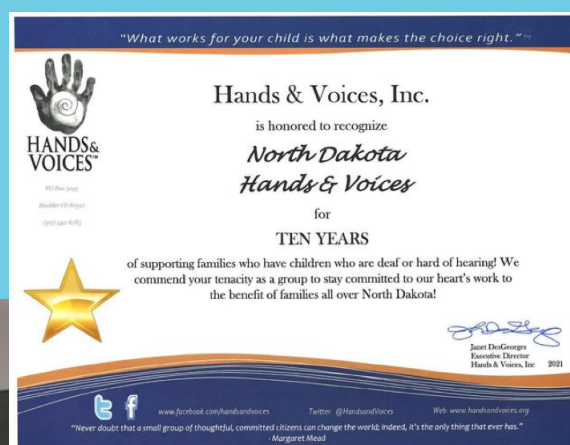 "What works for your child is what makes the choice right." ™
HANDS&
VOICES™
Hands & Voices, Inc.
is honored to recognize
North Dakota
Hands & Voices
for
TEN YEARS
of supporting families who have children who are deaf or hard of hearing! We
commend your tenacity as a group to stay committed to our heart's work to
the benefit of families all over North Dakota!
Janet DesGeorges
Executive Director
Hands & Voices, Inc 2021
www.facebook.com/handsandvoices Twitter: @HandsandVoices Web: www.handsandvoices.org
"Never doubt that a small group of thoughtful, committed citizens can change the world; indeed, it's the only thing that ever has."
- Margaret Mead